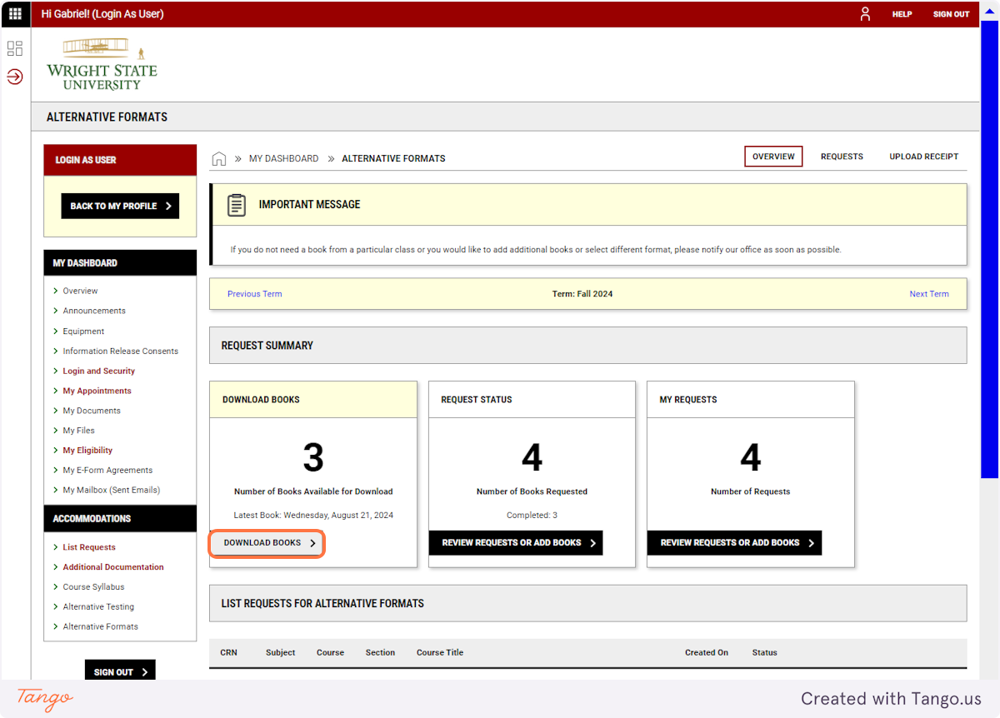 Hi Gabriel! (Login As User)
HELP
SIGN OUT
WRIGHT STATE
UNIVERSITY
ALTERNATIVE FORMATS
LOGIN AS USER
BACK TO MY PROFILE
MY DASHBOARD
Overview
Announcements
Equipment
Information Release Consents
Login and Security
My Appointments
My Documents
My Files
My Eligibility
My E-Form Agreements
My Mailbox (Sent Emails)
ACCOMMODATIONS
List Requests
Additional Documentation
Course Syllabus
Alternative Testing
Alternative Formats
SIGN OUT
» MY DASHBOARD » ALTERNATIVE FORMATS
OVERVIEW
REQUESTS
UPLOAD RECEIPT
IMPORTANT MESSAGE
If you do not need a book from a particular class or you would like to add additional books or select different format, please notify our office as soon as possible.
Previous Term
Term: Fall 2024
Next Term
REQUEST SUMMARY
DOWNLOAD BOOKS
3
Number of Books Available for Download
Latest Book: Wednesday, August 21, 2024
DOWNLOAD BOOKS
REQUEST STATUS
4
Number of Books Requested
Completed: 3
REVIEW REQUESTS OR ADD BOOKS
MY REQUESTS
4
Number of Requests
REVIEW REQUESTS OR ADD BOOKS
LIST REQUESTS FOR ALTERNATIVE FORMATS
CRN Subject Course Section Course Title Created On Status
Tango
Created with Tango.us